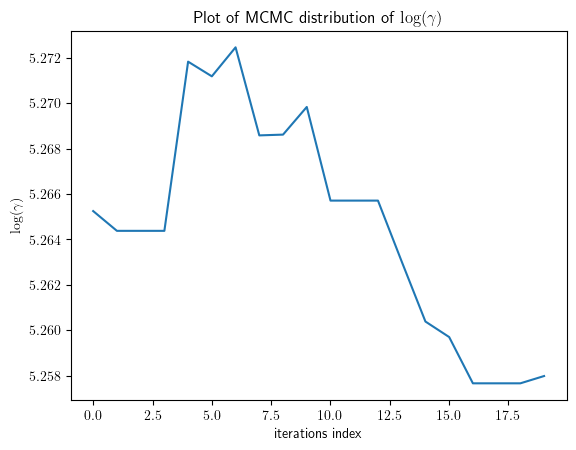 Plot of MCMC distribution of log(γ)
5.272
5.270
5.268
5.266
5.264
5.262
5.260
5.258
log(γ)
0.0 2.5 5.0 7.5 10.0 12.5 15.0 17.5
iterations index